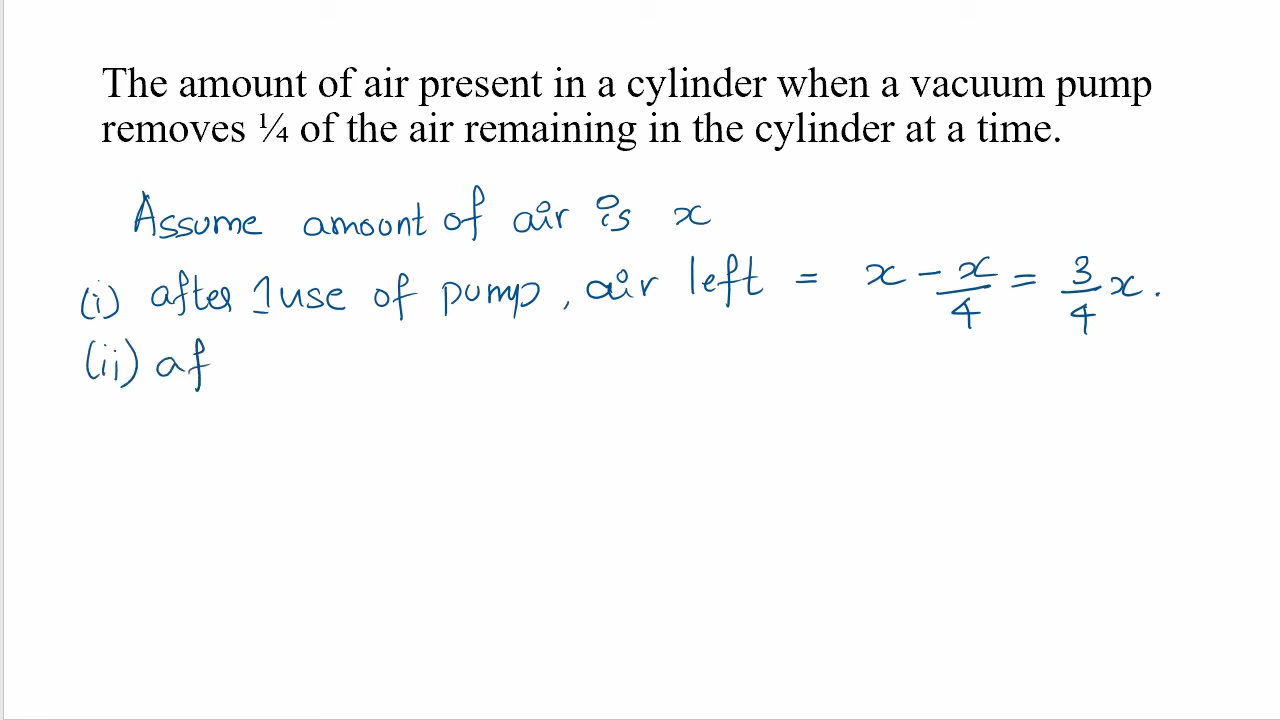 The amount of air present in a cylinder when a vacuum pump
removes ¼ of the air remaining in the cylinder at a time.
Assume amount of air is x
(i) after 1 use of pump, air left = x - x/4 = 3/4 x.
(ii) af